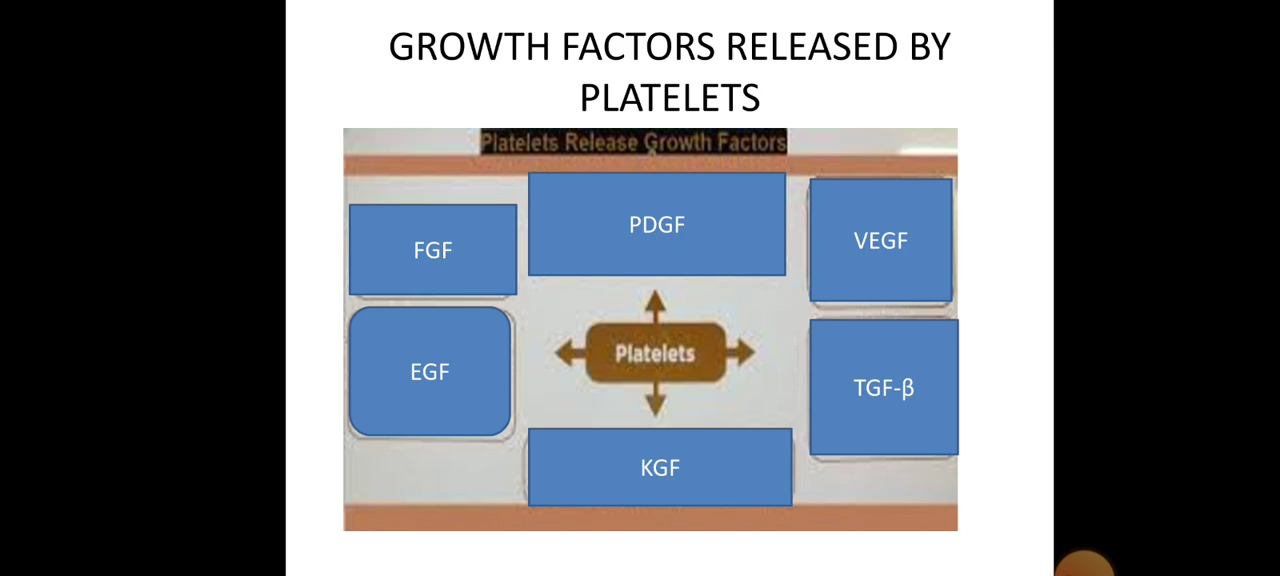 GROWTH FACTORS RELEASED BY
PLATELETS
Platelets Release Growth Factors
PDGF
VEGF
FGF
EGF
Platelets
TGF-β
KGF